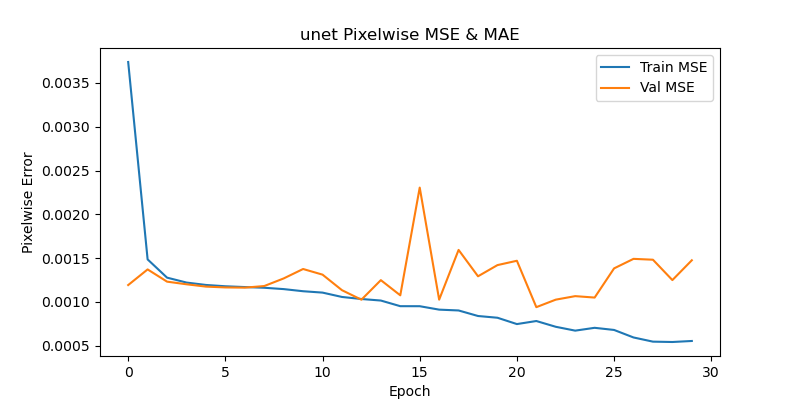 unet Pixelwise MSE & MAE
Train MSE
Val MSE
Pixelwise Error
0.0035
0.0030
0.0025
0.0020
0.0015
0.0010
0.0005
0 5 10 15 20 25 30
Epoch